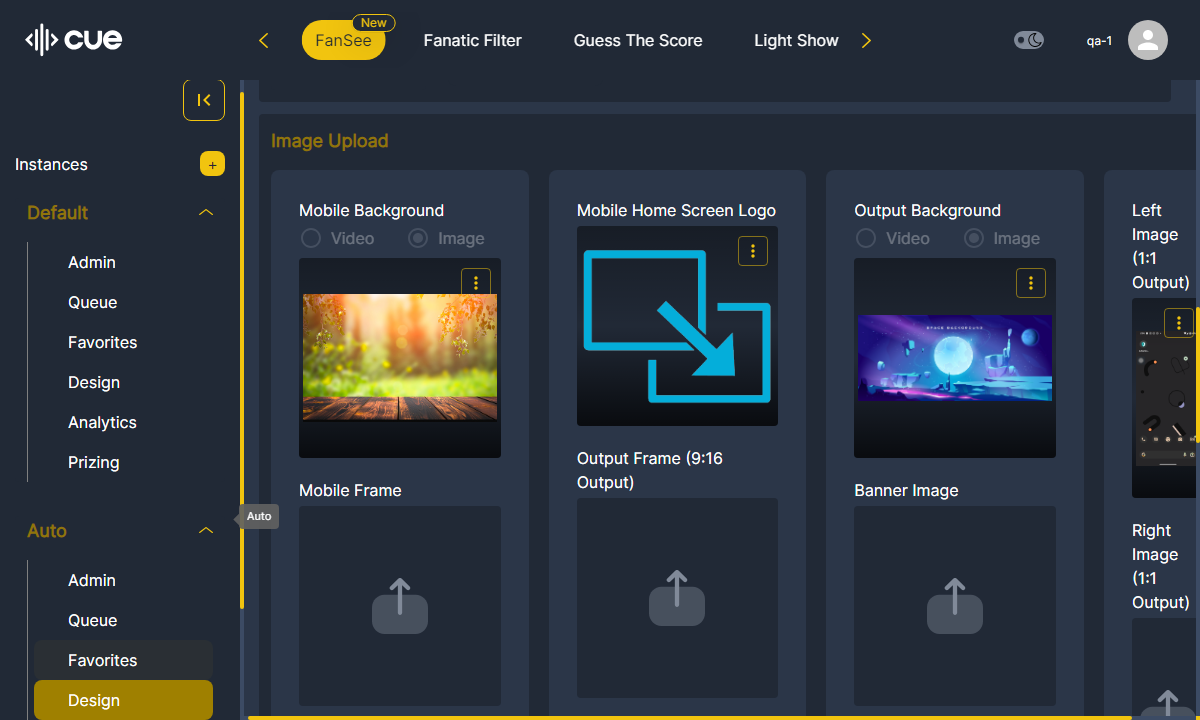 cue
FanSee
New
Fanatic Filter
Guess The Score
Light Show
qa-1
Instances
+
Default
Admin
Queue
Favorites
Design
Analytics
Prizing
Auto
Auto
Admin
Queue
Favorites
Design
Image Upload
Mobile Background
Video
Image
Mobile Frame
Mobile Home Screen Logo
Output Frame (9:16
Output)
Output Background
Video
Image
SPACE BACKGROUND
Banner Image
Left
Image
(1:1
Output)
Right
Image
(1:1
Output)